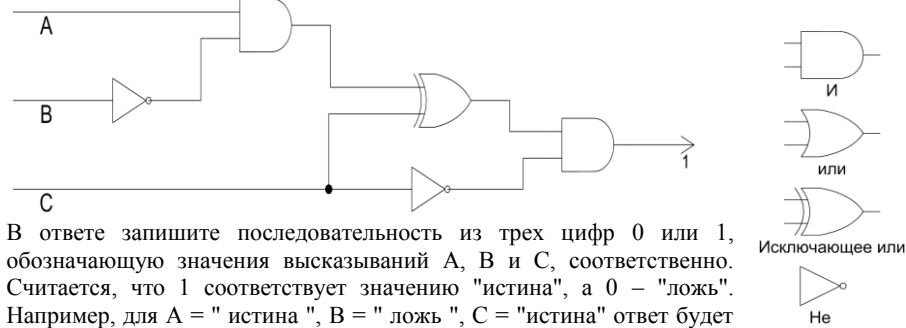 A
B
C
1
И
или
Исключающее или
Не
В ответе запишите последовательность из трех цифр 0 или 1,
обозначающую значения высказываний А, В и С, соответственно.
Считается, что 1 соответствует значению "истина", а 0 – "ложь".
Например, для А = " истина ", В = " ложь ", С = "истина" ответ будет